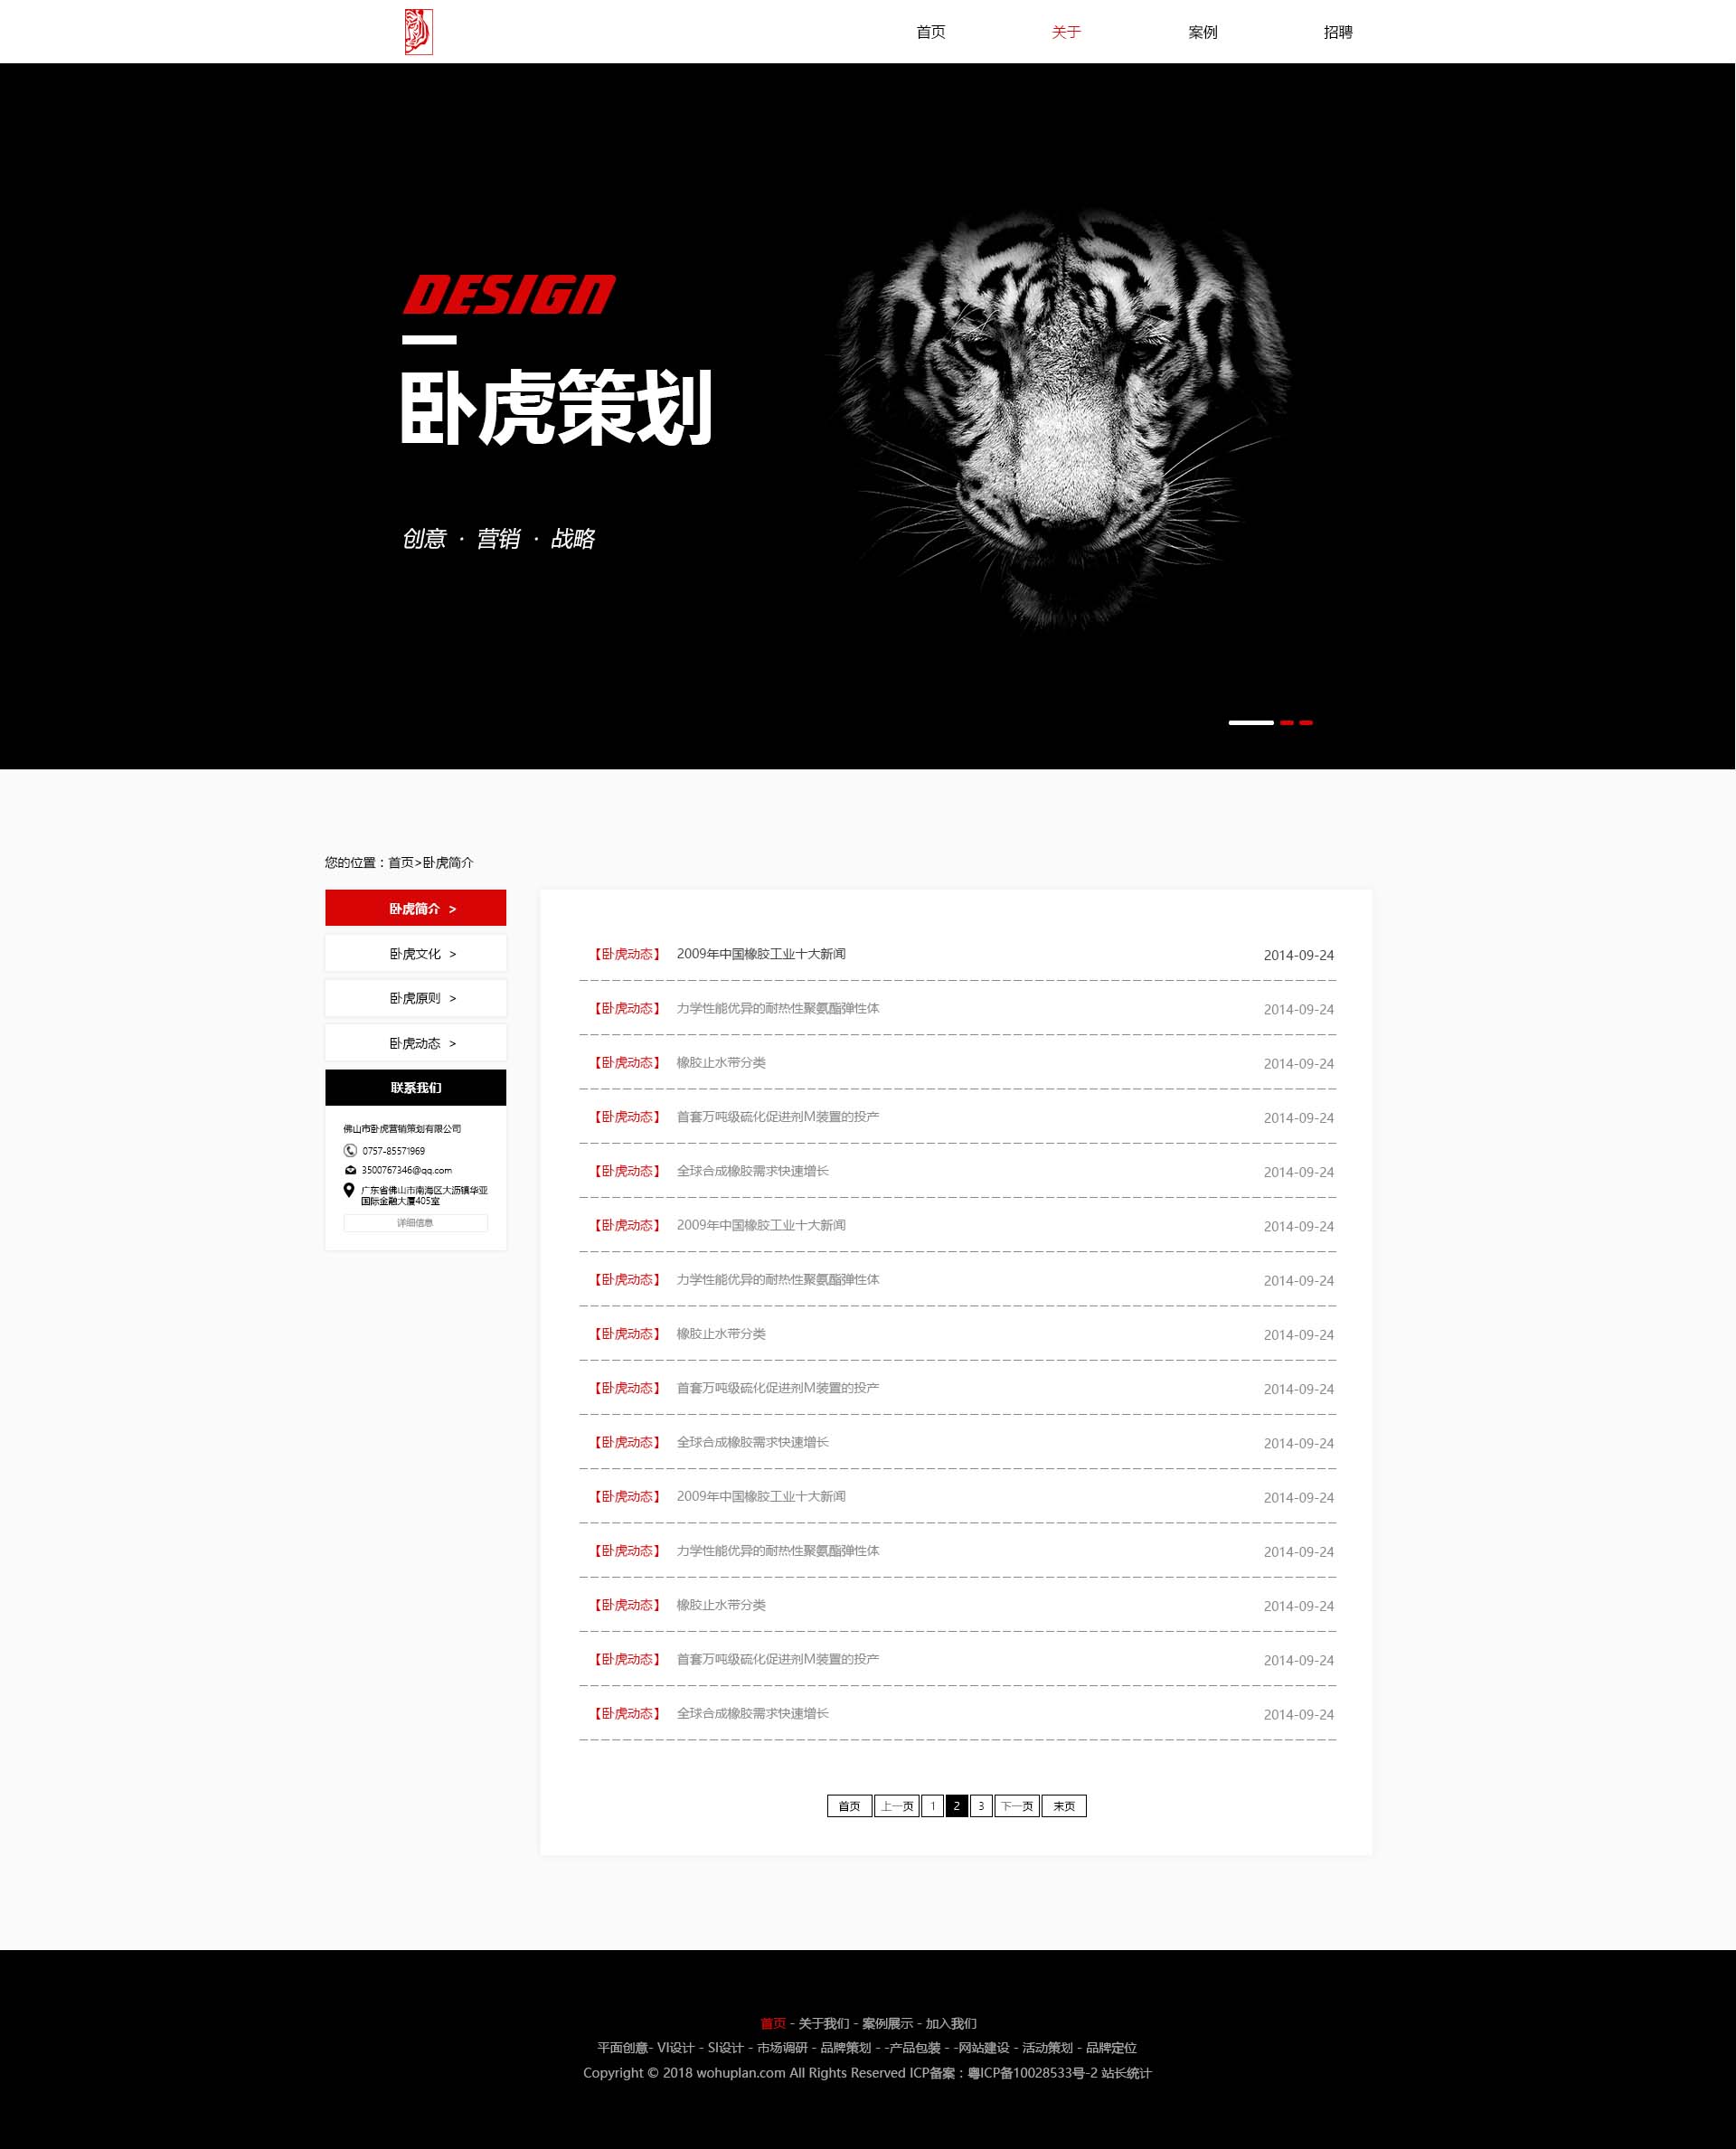 首页 关于 案例 招聘
DESIGN
卧虎策划
创意 · 营销 · 战略
您的位置：首页>卧虎简介
卧虎简介 >
卧虎文化 >
卧虎原则 >
卧虎动态 >
联系我们
佛山市卧虎营销策划有限公司
0757-85571969
3500767346@qq.com
广东省佛山市南海区大沥镇华亚
国际金融大厦405室
详细信息
【卧虎动态】 2009年中国橡胶工业十大新闻 2014-09-24
【卧虎动态】 力学性能优异的耐热性聚氨酯弹性体 2014-09-24
【卧虎动态】 橡胶止水带分类 2014-09-24
【卧虎动态】 首套万吨级硫化促进剂M装置的投产 2014-09-24
【卧虎动态】 全球合成橡胶需求快速增长 2014-09-24
【卧虎动态】 2009年中国橡胶工业十大新闻 2014-09-24
【卧虎动态】 力学性能优异的耐热性聚氨酯弹性体 2014-09-24
【卧虎动态】 橡胶止水带分类 2014-09-24
【卧虎动态】 首套万吨级硫化促进剂M装置的投产 2014-09-24
【卧虎动态】 全球合成橡胶需求快速增长 2014-09-24
【卧虎动态】 2009年中国橡胶工业十大新闻 2014-09-24
【卧虎动态】 力学性能优异的耐热性聚氨酯弹性体 2014-09-24
【卧虎动态】 橡胶止水带分类 2014-09-24
【卧虎动态】 首套万吨级硫化促进剂M装置的投产 2014-09-24
【卧虎动态】 全球合成橡胶需求快速增长 2014-09-24
首页 上一页 1 2 3 下一页 末页
首页 - 关于我们 - 案例展示 - 加入我们
平面创意- VI设计 - SI设计 - 市场调研 - 品牌策划 - -产品包装 - -网站建设 - 活动策划 - 品牌定位
Copyright © 2018 wohuplan.com All Rights Reserved ICP备案：粤ICP备10028533号-2 站长统计